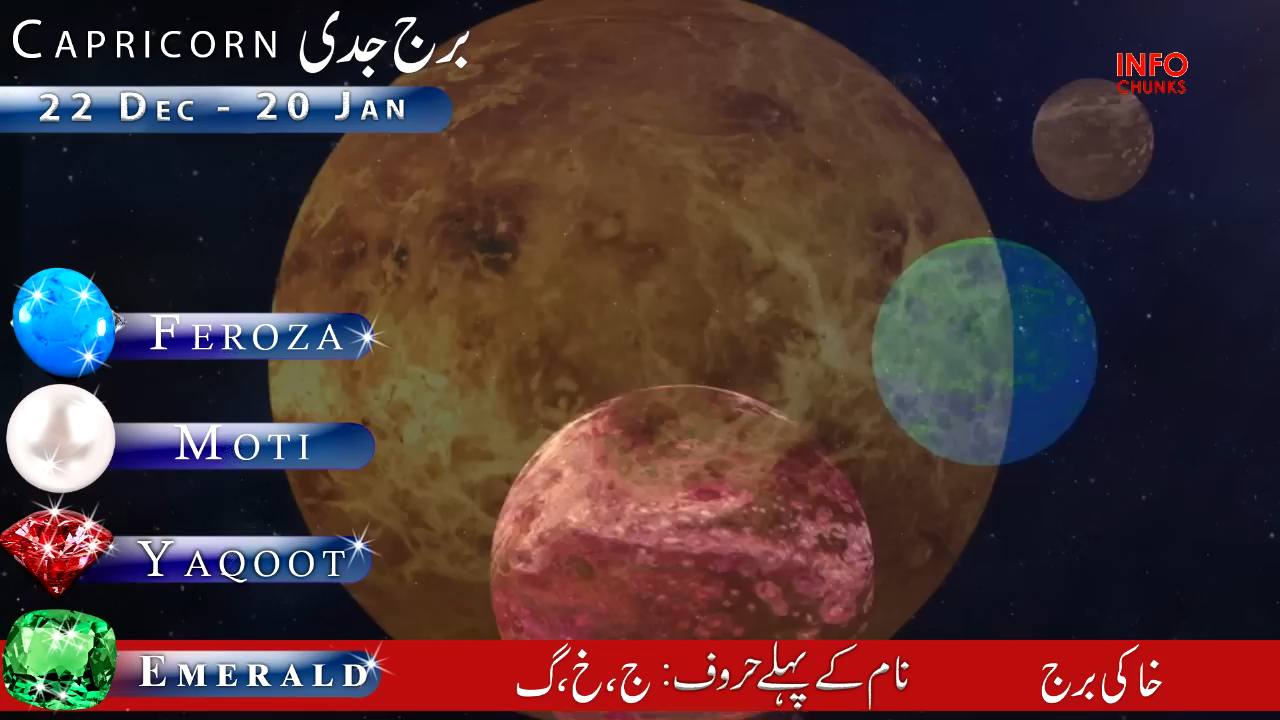 CAPRICORN برج جدی
INFO
CHUNKS
22 DEC - 20 JAN
FEROZA
MOTI
YAQOOT
EMERALD
نام کے پہلے حروف: ج، خ، گ
خاکی برج